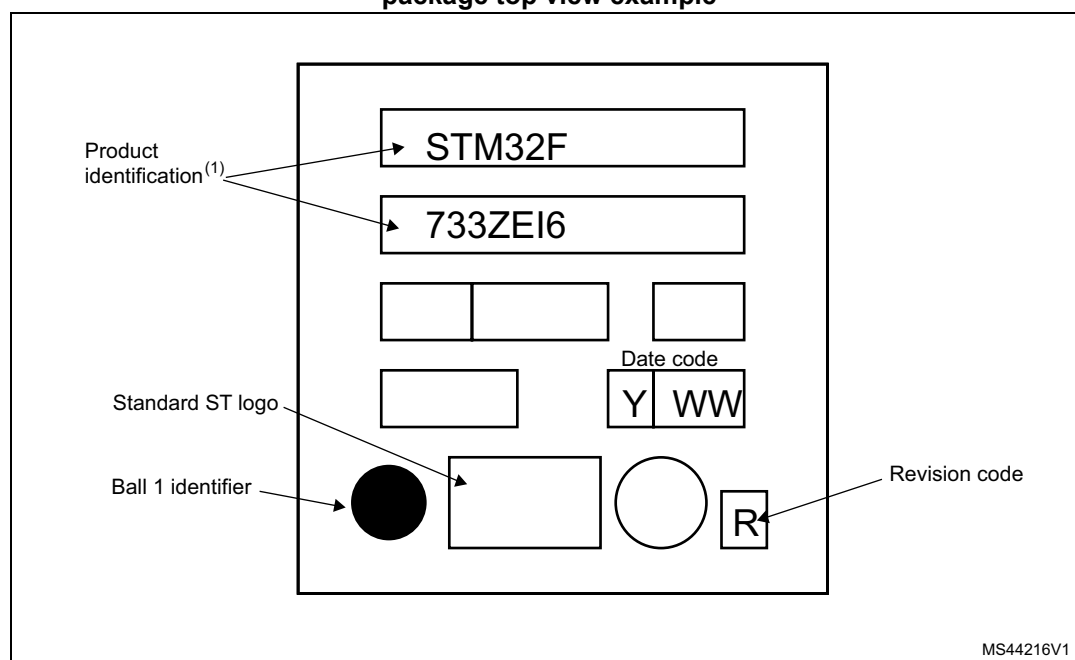 package top view example
Product
identification(1)
STM32F
733ZEI6
Date code
Y WW
Standard ST logo
Ball 1 identifier
Revision code
R
MS44216V1